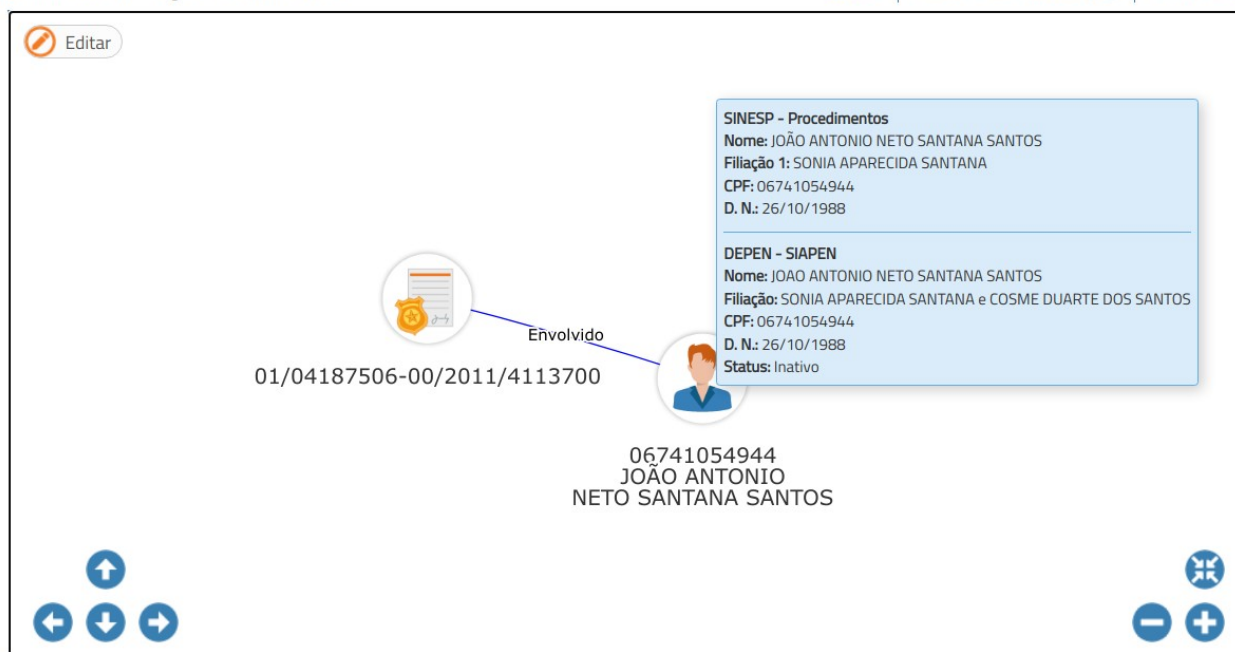 Editar
SINESP - Procedimentos
Nome: JOÃO ANTONIO NETO SANTANA SANTOS
Filiação 1: SONIA APARECIDA SANTANA
CPF: 06741054944
D. N.: 26/10/1988
DEPEN - SIAPEN
Nome: JOAO ANTONIO NETO SANTANA SANTOS
Filiação: SONIA APARECIDA SANTANA e COSME DUARTE DOS SANTOS
CPF: 06741054944
D. N.: 26/10/1988
Status: Inativo
Envolvido
01/04187506-00/2011/4113700
06741054944
JOÃO ANTONIO
NETO SANTANA SANTOS